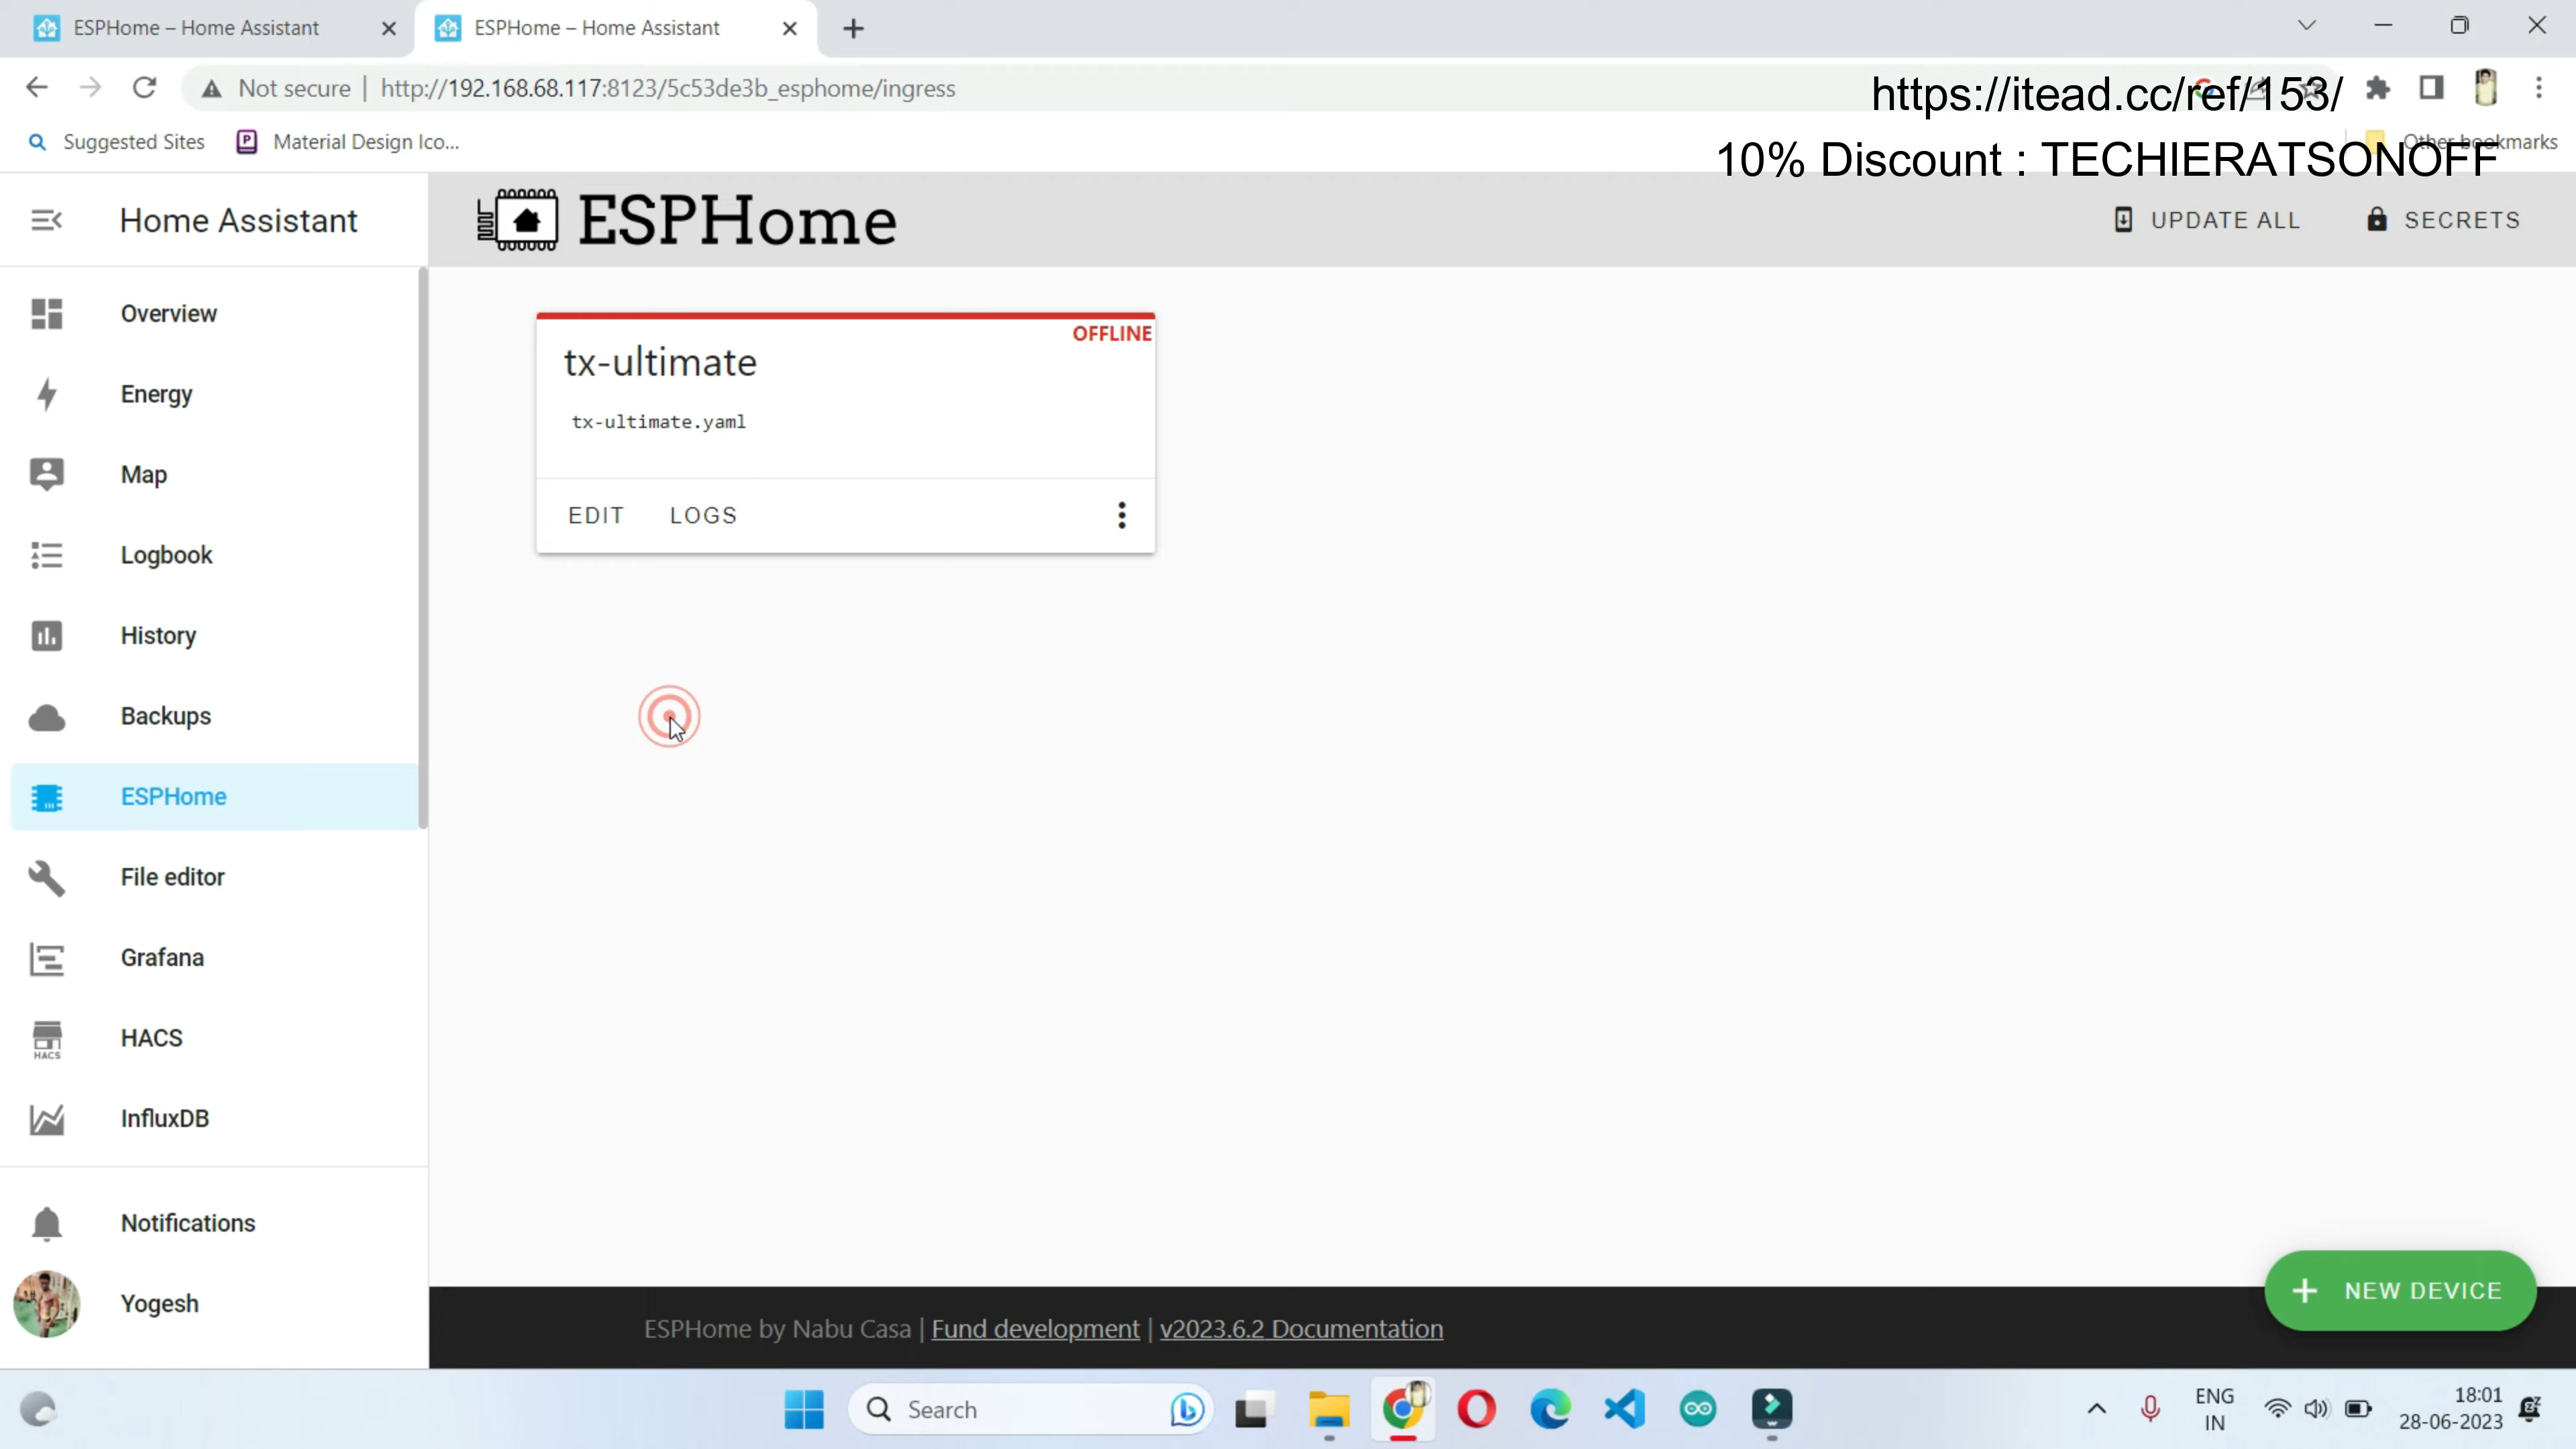 ESPHome – Home Assistant
ESPHome – Home Assistant
Not secure | http://192.168.68.117:8123/5c53de3b_esphome/ingress
https://itead.cc/ref/153/
Suggested Sites
Material Design Ico...
Other bookmarks
10% Discount : TECHIERATSONOFF
Home Assistant
ESPHome
UPDATE ALL
SECRETS
Overview
Energy
Map
Logbook
History
Backups
ESPHome
File editor
Grafana
HACS
HACS
InfluxDB
Notifications
Yogesh
OFFLINE
tx-ultimate
tx-ultimate.yaml
EDIT
LOGS
NEW DEVICE
ESPHome by Nabu Casa | Fund development | v2023.6.2 Documentation
Search
ENG
IN
18:01
28-06-2023